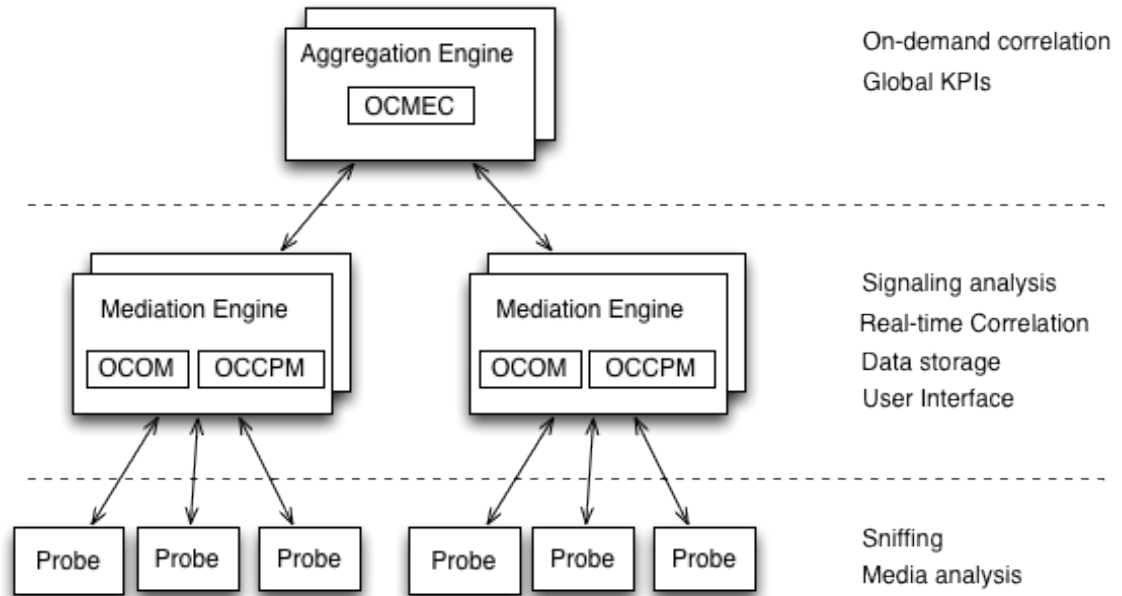 Aggregation Engine
OCMEC
On-demand correlation
Global KPIs
Mediation Engine
OCOM
OCCPM
Mediation Engine
OCOM
OCCPM
Signaling analysis
Real-time Correlation
Data storage
User Interface
Probe
Probe
Probe
Probe
Probe
Probe
Sniffing
Media analysis